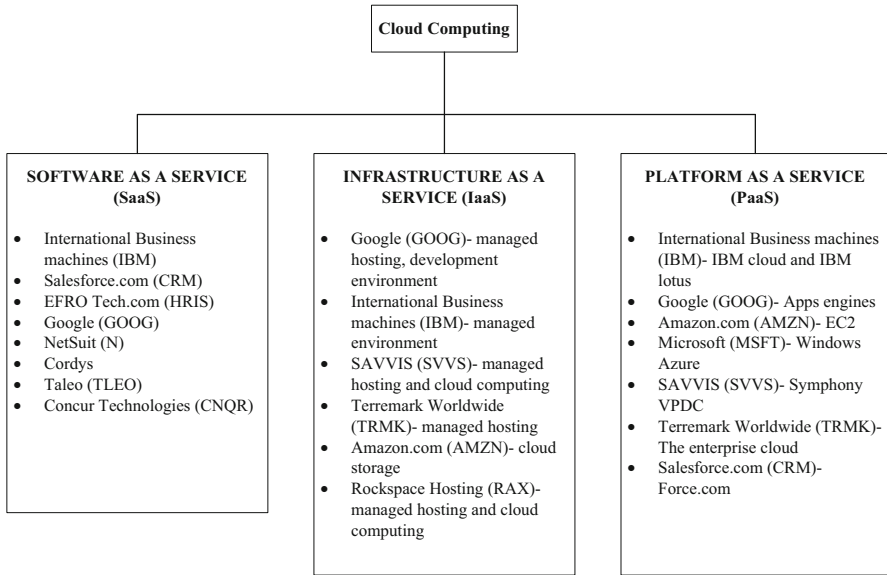 Cloud Computing
SOFTWARE AS A SERVICE
(SaaS)
• International Business
machines (IBM)
• Salesforce.com (CRM)
• EFRO Tech.com (HRIS)
• Google (GOOG)
• NetSuit (N)
• Cordys
• Taleo (TLEO)
• Concur Technologies (CNQR)
INFRASTRUCTURE AS A
SERVICE (IaaS)
• Google (GOOG)- managed
hosting, development
environment
• International Business
machines (IBM)- managed
environment
• SAVVIS (SVVS)- managed
hosting and cloud computing
• Terremark Worldwide
(TRMK)- managed hosting
• Amazon.com (AMZN)- cloud
storage
• Rockspace Hosting (RAX)-
managed hosting and cloud
computing
PLATFORM AS A SERVICE
(PaaS)
• International Business machines
(IBM)- IBM cloud and IBM
lotus
• Google (GOOG)- Apps engines
• Amazon.com (AMZN)- EC2
• Microsoft (MSFT)- Windows
Azure
• SAVVIS (SVVS)- Symphony
VPDC
• Terremark Worldwide (TRMK)-
The enterprise cloud
• Salesforce.com (CRM)-
Force.com